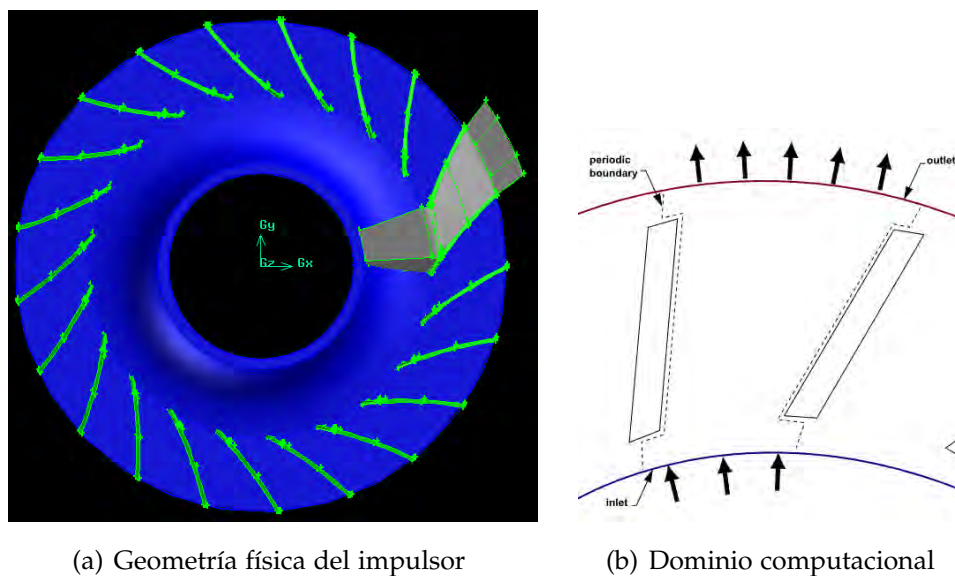 Gy
Gz Gx
periodic
boundary
outlet
inlet
(a) Geometría física del impulsor
(b) Dominio computacional